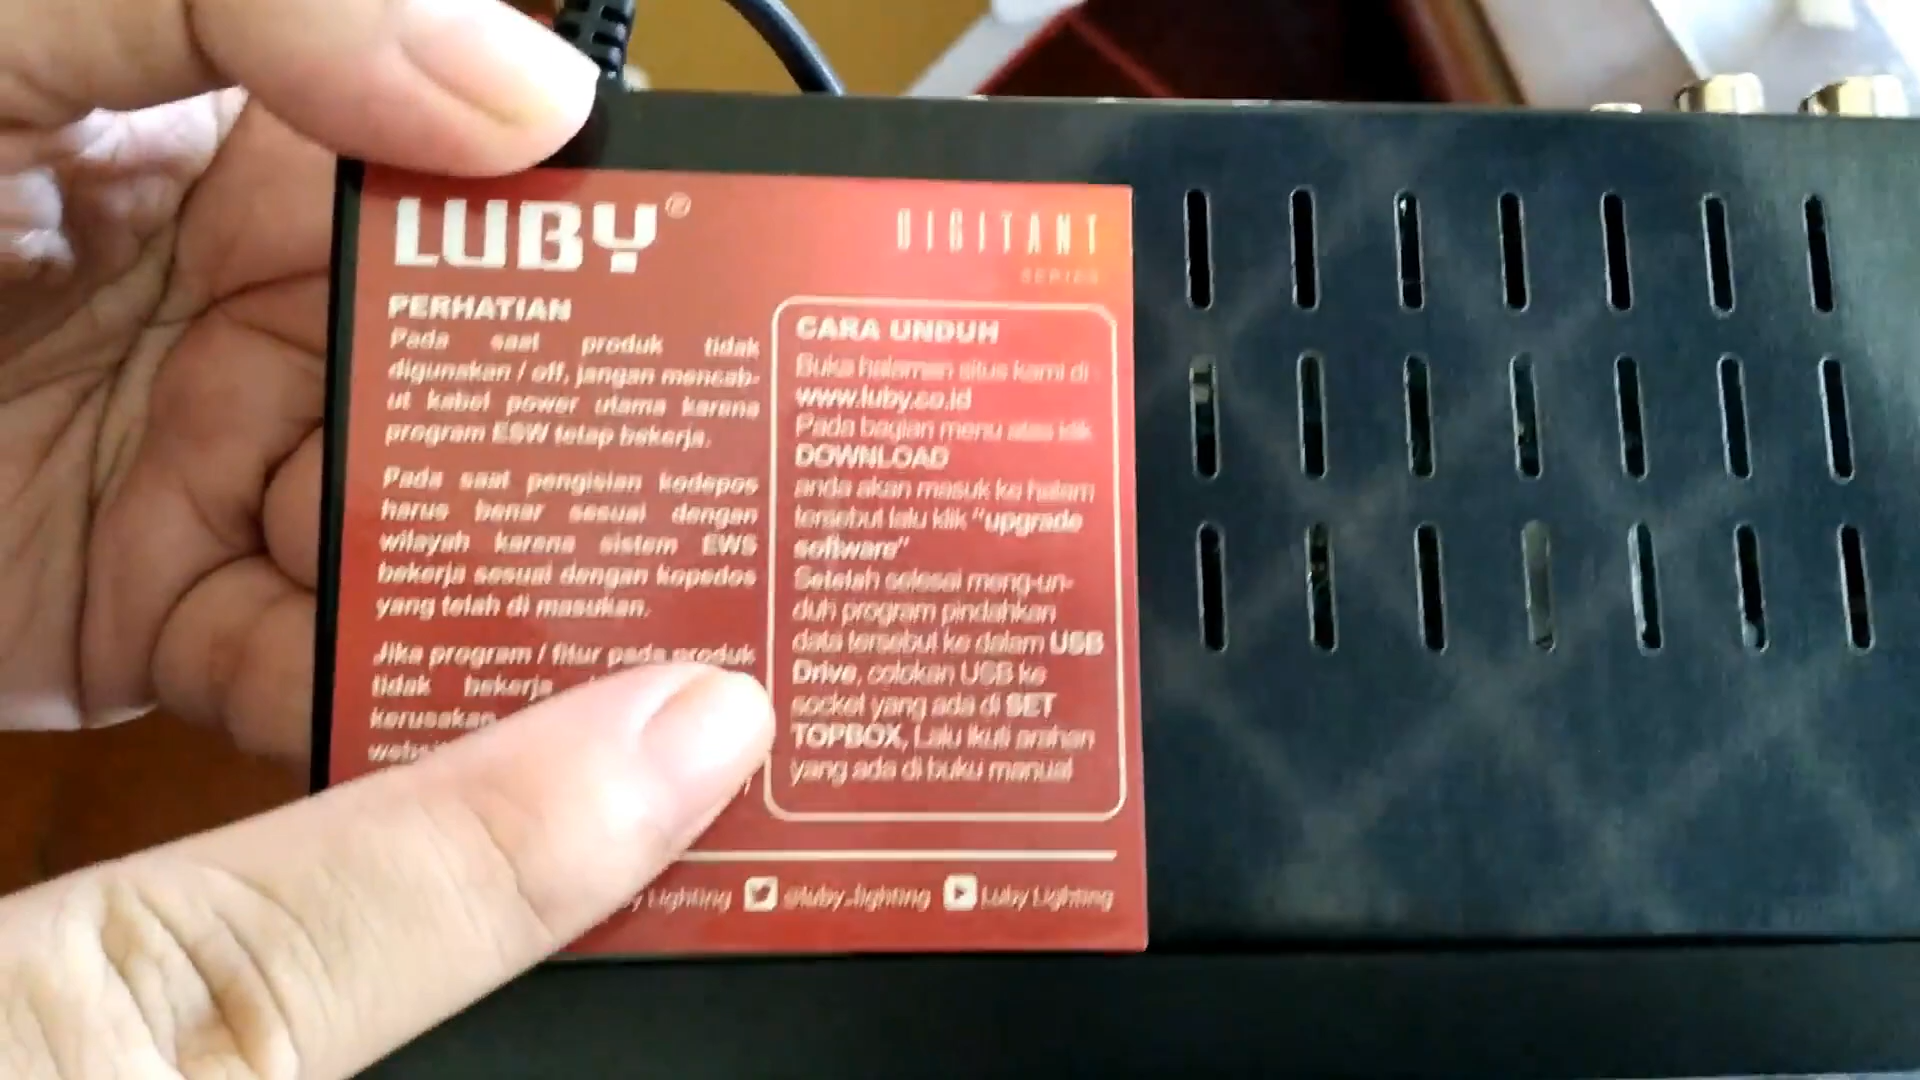 LUBY®
DIGITANT
SERIES
PERHATIAN
Pada saat produk tidak
digunakan / off, jangan mencab-
ut kabel power utama karena
program ESW tetap bekerja.
Pada saat pengisian kodepos
harus benar sesuai dengan
wilayah karena sistem EWS
bekerja sesuai dengan kopedos
yang telah di masukan.
Jika program / fitur pada produk
tidak bekerja
kerusakan
CARA UNDUH
Buka halaman situs kami di
www.luby.co.id
Pada bagian menu atas klik
DOWNLOAD
anda akan masuk ke halam
tersebut lalu klik "upgrade
software"
Setelah selesai meng-un-
duh program pindahkan
data tersebut ke dalam USB
Drive, colokan USB ke
socket yang ada di SET
TOPBOX, Lalu ikuti arahan
yang ada di buku manual
Lighting @luby_lighting Luby Lighting